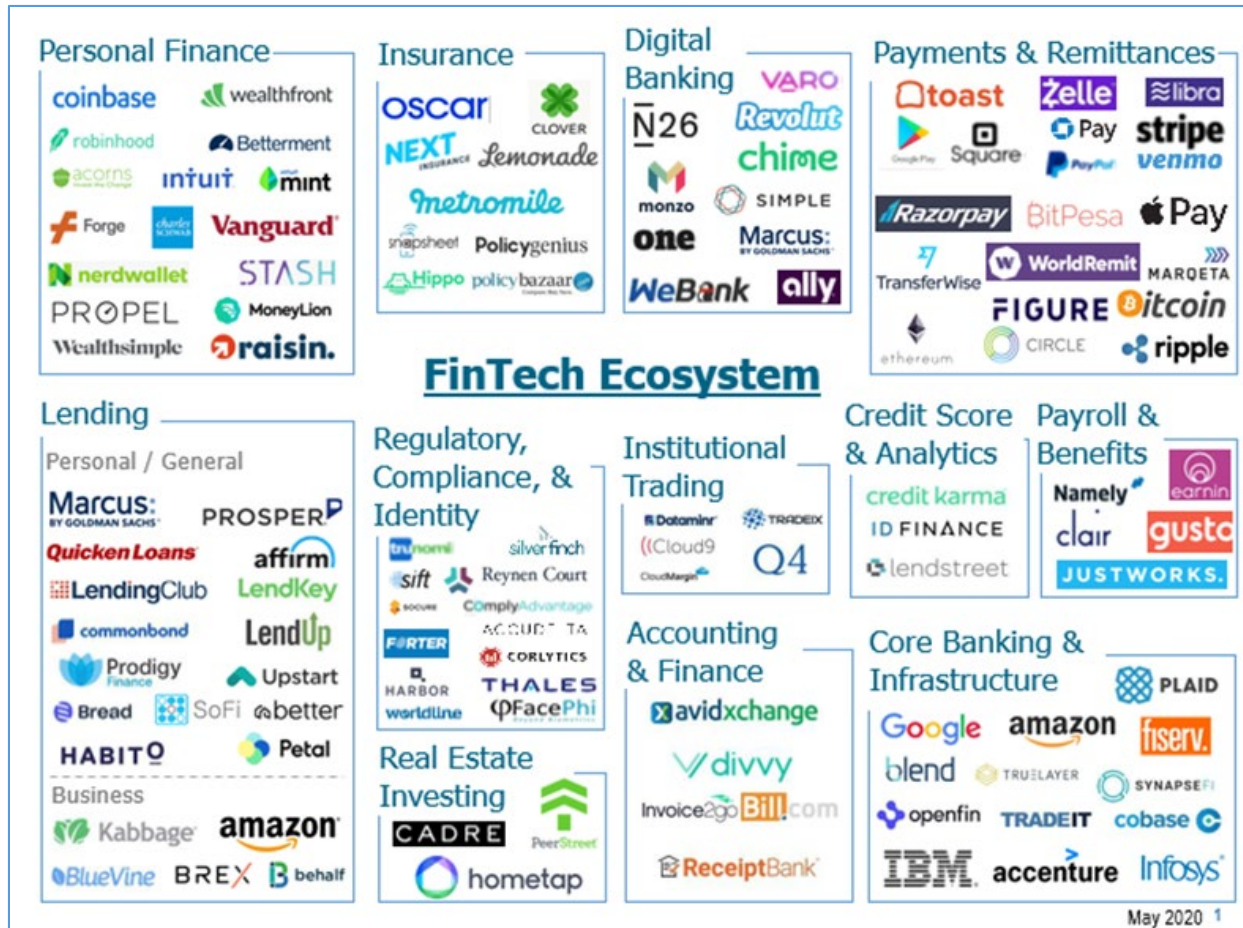 Personal Finance
coinbase wealthfront
robinhood Betterment
acorns intuit mint
Forge charles SCHWAB Vanguard
nerdwallet STASH
PROPEL MoneyLion
Wealthsimple raisin.
Insurance
oscar CLOVER
NEXT INSURANCE Lemonade
metromile
snapsheet Policygenius
Hippo policybazaar
Digital
Banking
VARO
N26 Revolut
chime
monzo SIMPLE
one Marcus:
BY GOLDMAN SACHS
WeBank ally
Payments & Remittances
toast Zelle libra
Google Play Square Pay stripe
PayPal venmo
Razorpay BitPesa Pay
TransferWise WorldRemit MARQETA
FIGURE bitcoin
ethereum CIRCLE ripple
FinTech Ecosystem
Lending
Personal / General
Marcus:
BY GOLDMAN SACHS
PROSPER
Quicken Loans affirm
LendingClub LendKey
commonbond LendUp
Prodigy
Finance
Upstart
Bread SoFi better
HABITO Petal
Business
Kabbage amazon
BlueVine BREX behalf
Regulatory,
Compliance, &
Identity
trunomi silverfinch
sift Reynen Court
SOCURE ComplyAdvantage
FORTER
CORLYTICS
HARBOR THALES
worldline FacePhi
Real Estate
Investing
CADRE PeerStreet
hometap
Institutional
Trading
Dataminr TRADEIX
Cloud9
CloudMargin Q4
Accounting
& Finance
avidxchange
divvy
Invoice2go Bill.com
ReceiptBank
Credit Score
& Analytics
credit karma
ID FINANCE
lendstreet
Payroll &
Benefits
Namely earnin
clair gusto
JUSTWORKS.
Core Banking &
Infrastructure
PLAID
Google amazon fiserv.
blend TRUELAYER SYNAPSEFI
openfin TRADEIT cobase
IBM accenture Infosys
May 2020 1